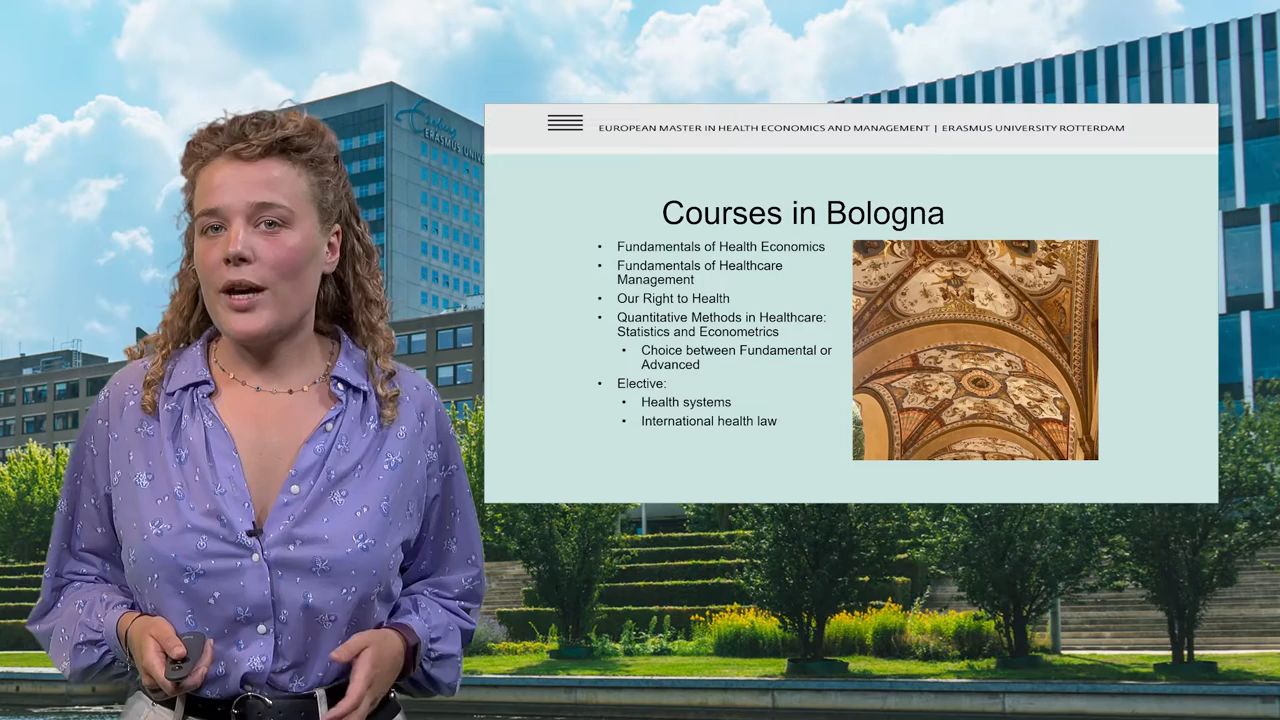 ERASMUS UNIVE
EUROPEAN MASTER IN HEALTH ECONOMICS AND MANAGEMENT | ERASMUS UNIVERSITY ROTTERDAM
Courses in Bologna
• Fundamentals of Health Economics
• Fundamentals of Healthcare
Management
• Our Right to Health
• Quantitative Methods in Healthcare:
Statistics and Econometrics
• Choice between Fundamental or
Advanced
• Elective:
• Health systems
• International health law